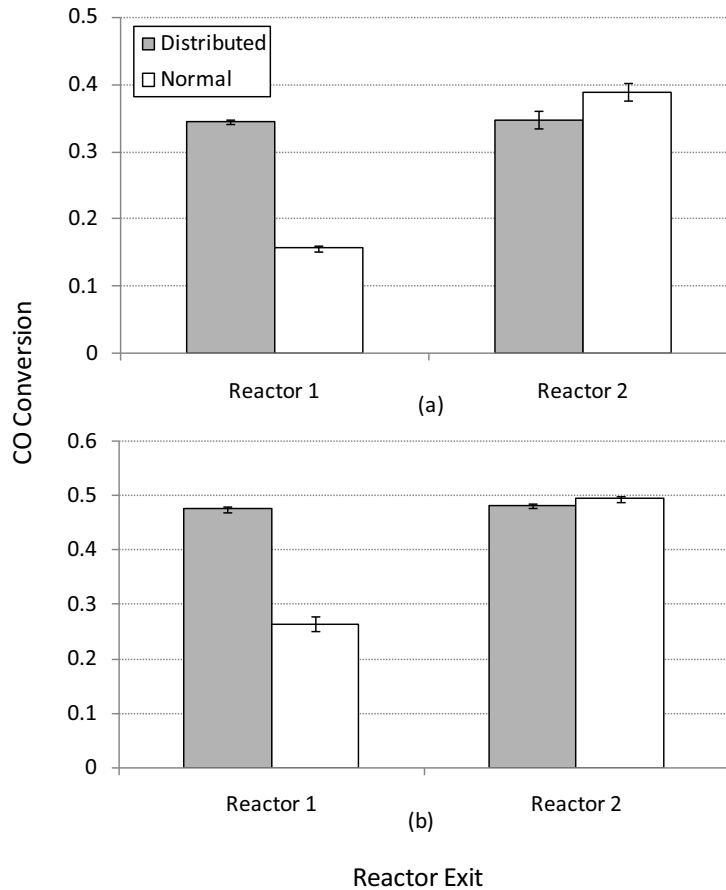 0.5
Distributed
Normal
0.4
0.3
0.2
0.1
0
Reactor 1
Reactor 2
(a)
CO Conversion
0.6
0.5
0.4
0.3
0.2
0.1
0
Reactor 1
Reactor 2
(b)
Reactor Exit